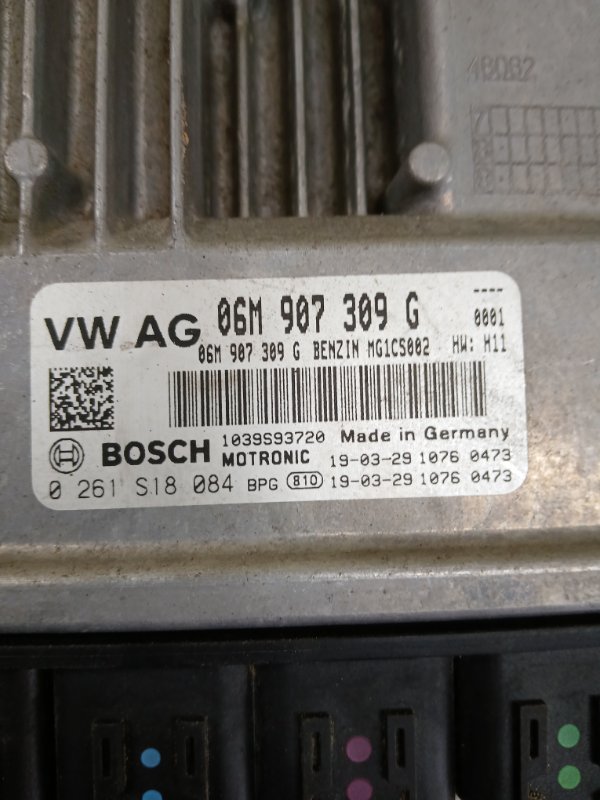 4B082
VW AG 06M 907 309 G
----
0001
06M 907 309 G BENZIN MG1CS002 HW: H11
BOSCH 1039S93720 Made in Germany
MOTRONIC 19-03-29 1076 0473
0 261 S18 084 BPG 810 19-03-29 1076 0473